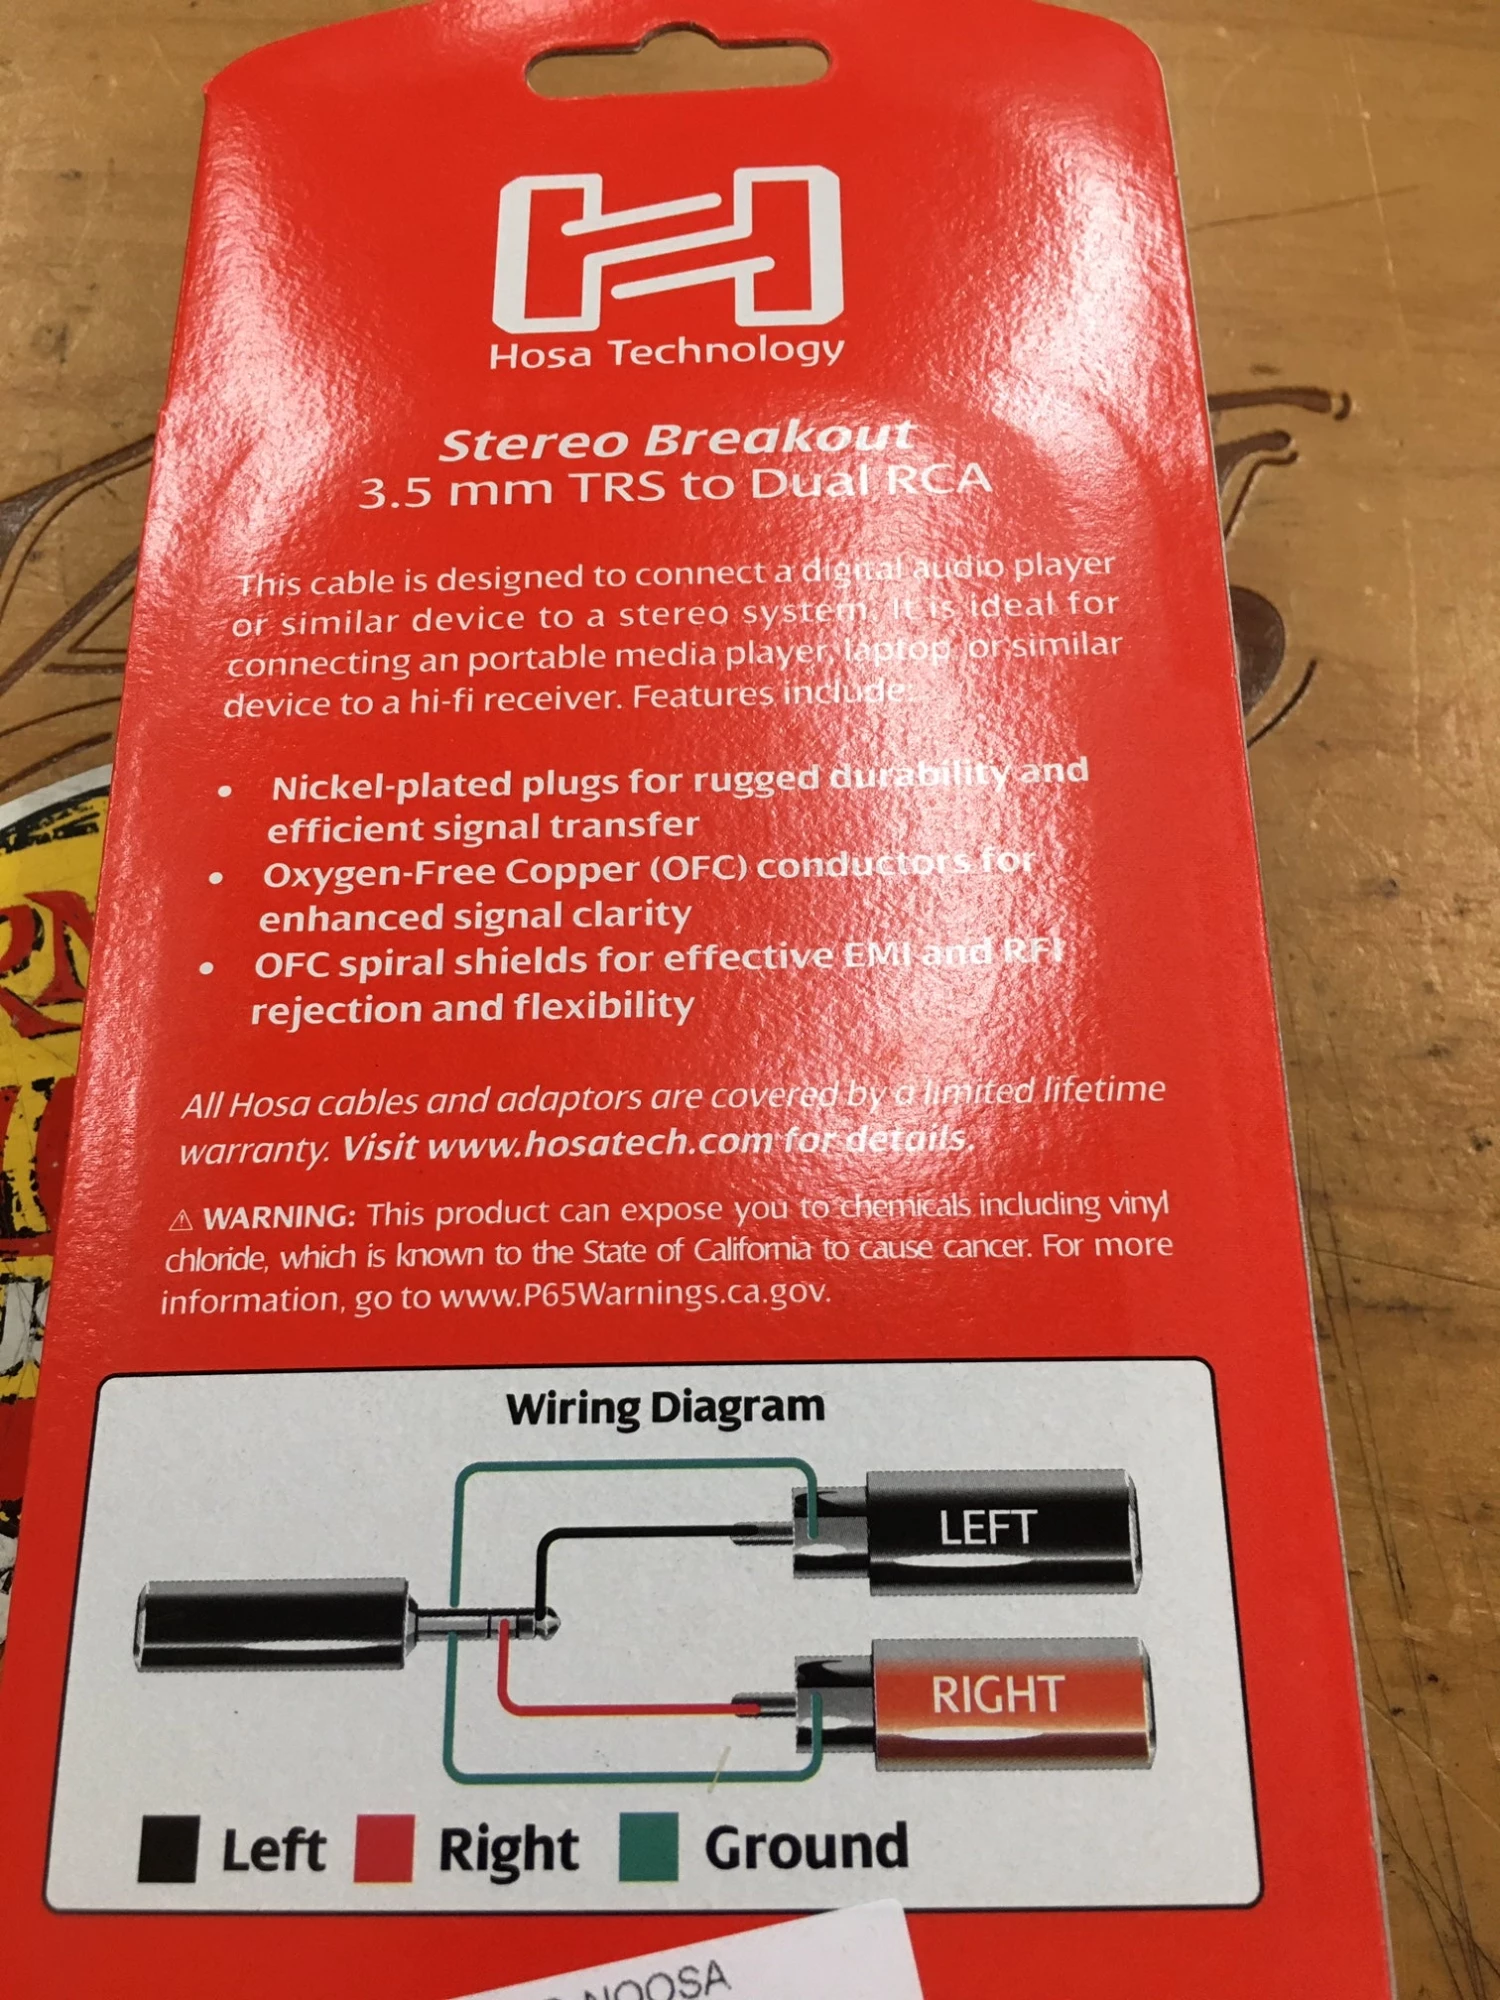 Hosa Technology
Stereo Breakout
3.5 mm TRS to Dual RCA
This cable is designed to connect a digital audio player
or similar device to a stereo system. It is ideal for
connecting an portable media player, laptop, or similar
device to a hi-fi receiver. Features include:
• Nickel-plated plugs for rugged durability and
efficient signal transfer
• Oxygen-Free Copper (OFC) conductors for
enhanced signal clarity
• OFC spiral shields for effective EMI and RFI
rejection and flexibility
All Hosa cables and adaptors are covered by a limited lifetime
warranty. Visit www.hosatech.com for details.
⚠ WARNING: This product can expose you to chemicals including vinyl
chloride, which is known to the State of California to cause cancer. For more
information, go to www.P65Warnings.ca.gov.
Wiring Diagram
LEFT
RIGHT
Left Right Ground
NOOSA